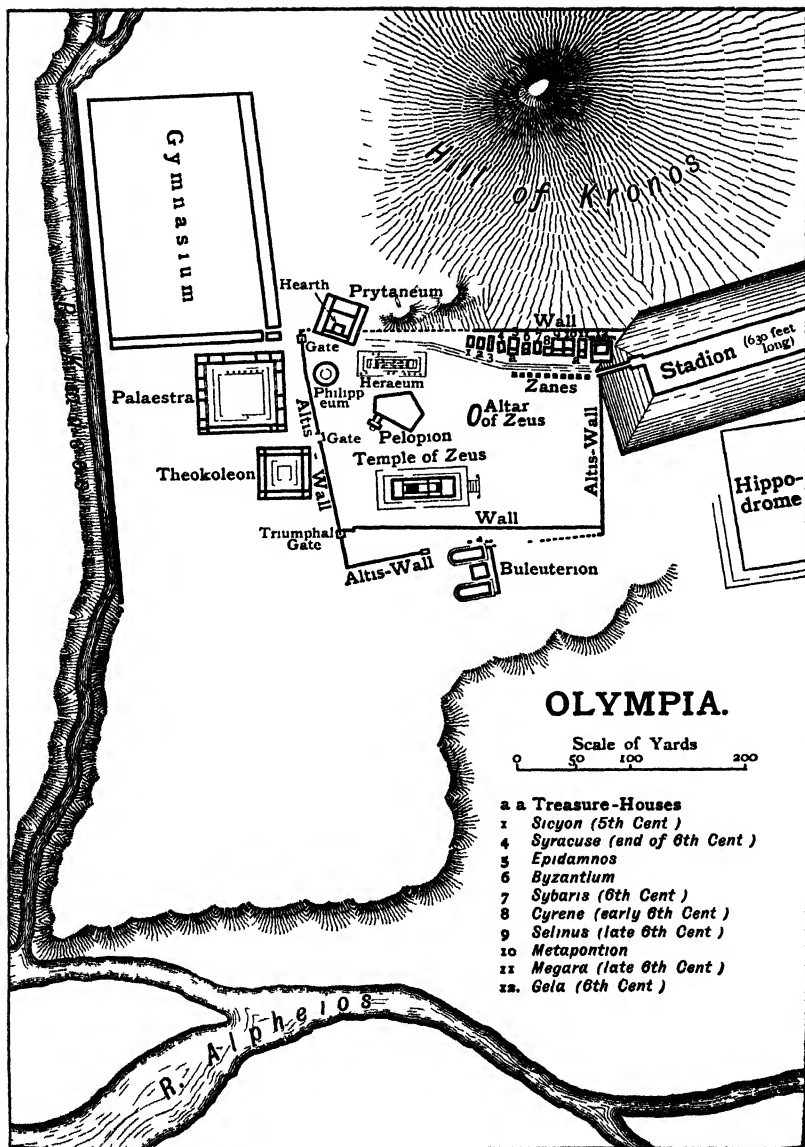 Gymnasium
Hill of Kronos
Hearth
Prytaneum
Wall
Gate
Stadion (630 feet
long)
Palaestra
Philipp
eum
Heraeum
Zanes
Altar
of Zeus
Pelopion
Gate
Altis-Wall
Altis-Wall
Theokoleon
Temple of Zeus
Hippo-
drome
Wall
Triumphal
Gate
Altis-Wall
Buleuterion
OLYMPIA.
Scale of Yards
0 50 100 200
a a Treasure-Houses
1 Sicyon (5th Cent )
4 Syracuse (end of 6th Cent )
5 Epidamnos
6 Byzantium
7 Sybaris (6th Cent )
8 Cyrene (early 6th Cent )
9 Selinus (late 6th Cent )
10 Metapontion
11 Megara (late 6th Cent )
12. Gela (6th Cent )
R. Alpheios